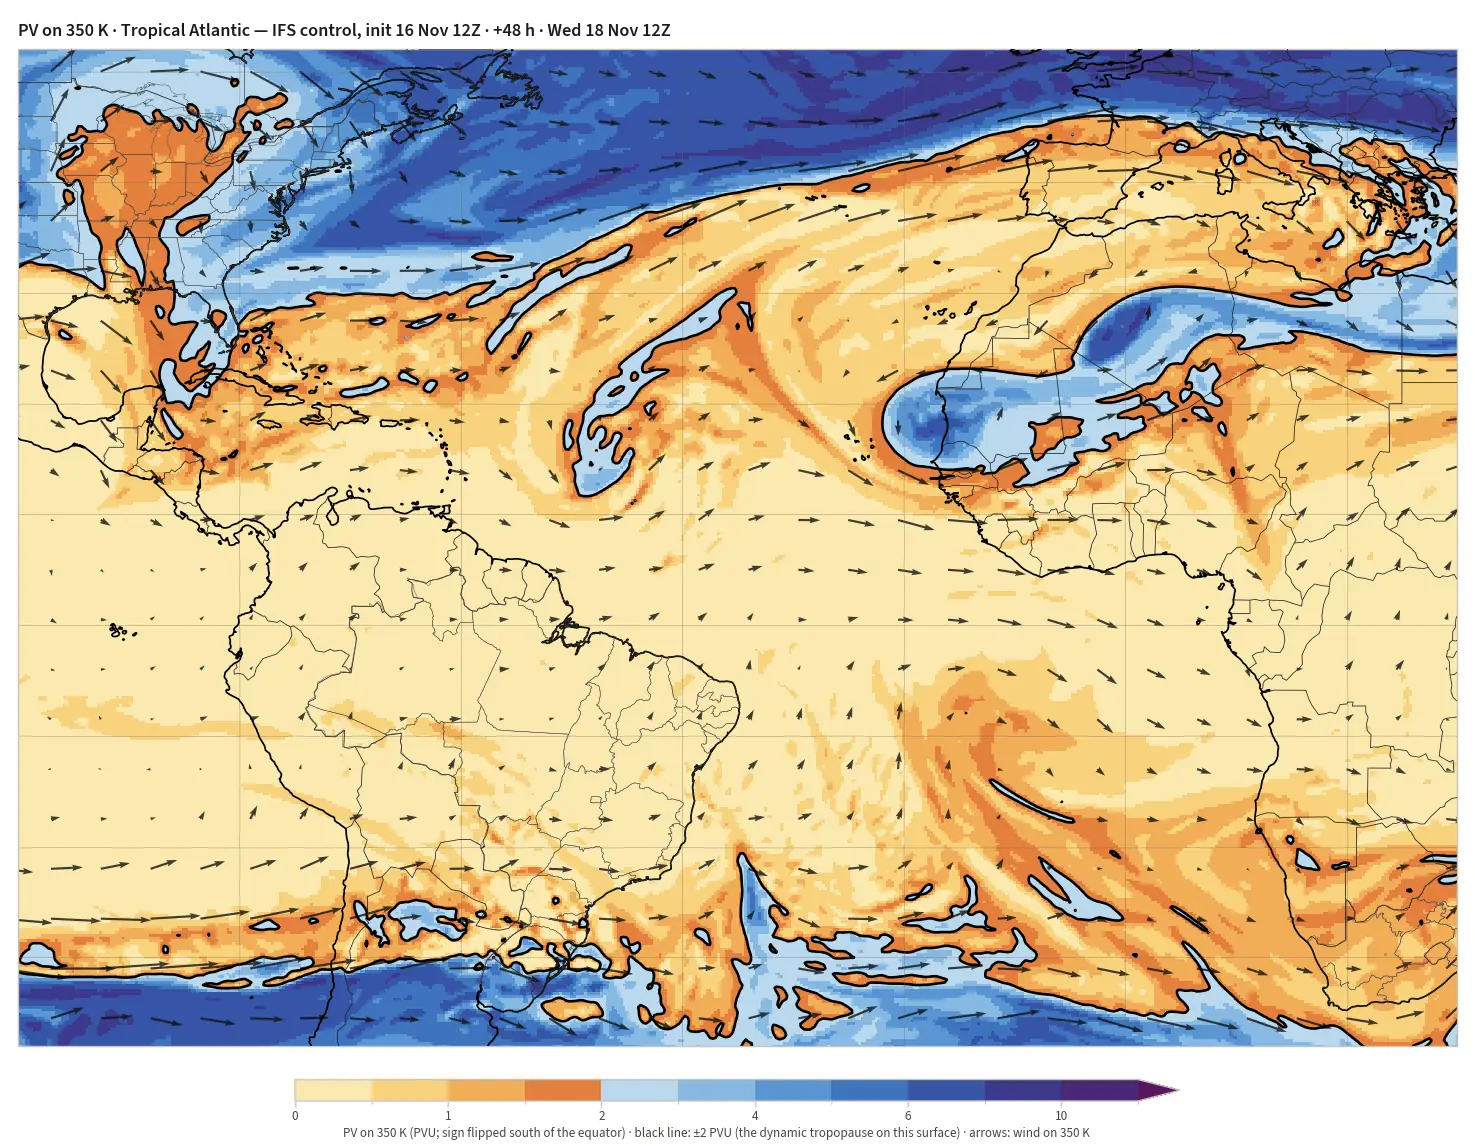 PV on 350 K · Tropical Atlantic — IFS control, init 16 Nov 12Z · +48 h · Wed 18 Nov 12Z
0 1 2 4 6 10
PV on 350 K (PVU; sign flipped south of the equator) · black line: ±2 PVU (the dynamic tropopause on this surface) · arrows: wind on 350 K